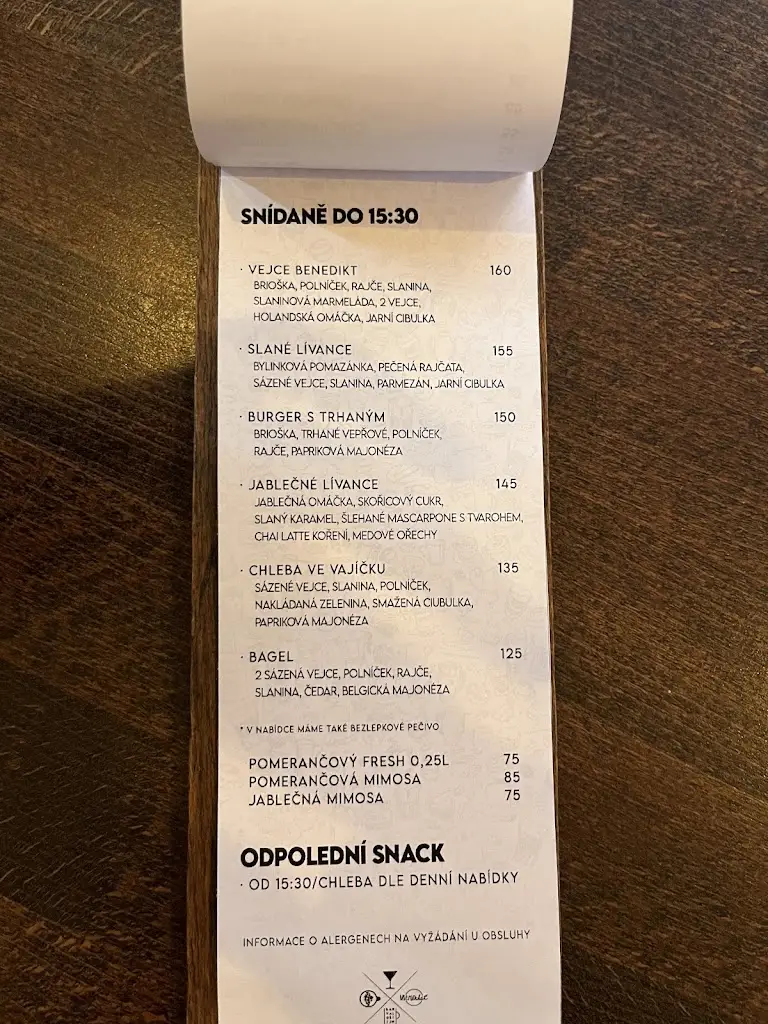 SNÍDANĚ DO 15:30
· VEJCE BENEDIKT 160
BRIOŠKA, POLNÍČEK, RAJČE, SLANINA,
SLANINOVÁ MARMELÁDA, 2 VEJCE,
HOLANDSKÁ OMÁČKA, JARNÍ CIBULKA
· SLANÉ LÍVANCE 155
BYLINKOVÁ POMAZÁNKA, PEČENÁ RAJČATA,
SÁZENÉ VEJCE, SLANINA, PARMEZÁN, JARNÍ CIBULKA
· BURGER S TRHANÝM 150
BRIOŠKA, TRHANÉ VEPŘOVÉ, POLNÍČEK,
RAJČE, PAPRIKOVÁ MAJONÉZA
· JABLEČNÉ LÍVANCE 145
JABLEČNÁ OMÁČKA, SKOŘICOVÝ CUKR,
SLANÝ KARAMEL, ŠLEHANÉ MASCARPONE S TVAROHEM,
CHAI LATTE KOŘENÍ, MEDOVÉ OŘECHY
· CHLEBA VE VAJÍČKU 135
SÁZENÉ VEJCE, SLANINA, POLNÍČEK,
NAKLÁDANÁ ZELENINA, SMAŽENÁ CIUBULKA,
PAPRIKOVÁ MAJONÉZA
· BAGEL 125
2 SÁZENÁ VEJCE, POLNÍČEK, RAJČE,
SLANINA, ČEDAR, BELGICKÁ MAJONÉZA
* V NABÍDCE MÁME TAKÉ BEZLEPKOVÉ PEČIVO
POMERANČOVÝ FRESH 0,25L 75
POMERANČOVÁ MIMOSA 85
JABLEČNÁ MIMOSA 75
ODPOLEDNÍ SNACK
· OD 15:30/CHLEBA DLE DENNÍ NABÍDKY
INFORMACE O ALERGENECH NA VYŽÁDÁNÍ U OBSLUHY